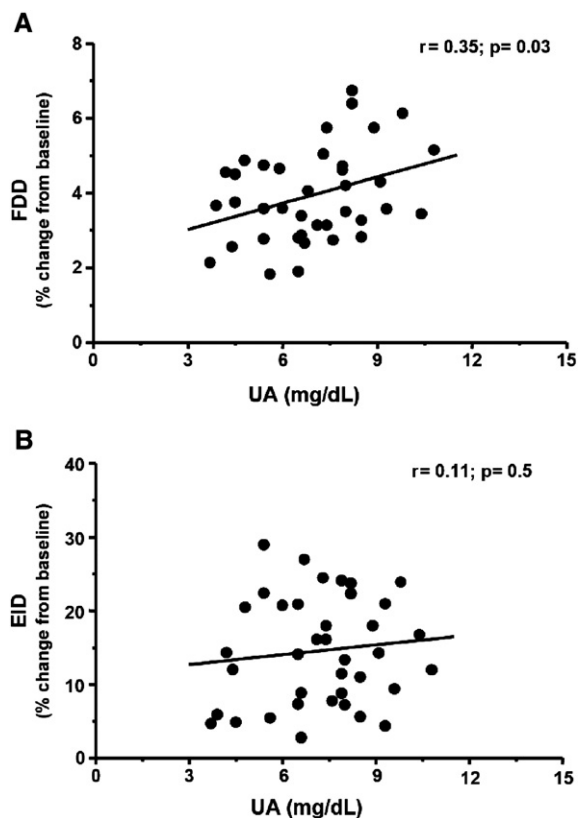 A
r= 0.35; p= 0.03
8
6
4
2
0
FDD
(% change from baseline)
0 3 6 9 12 15
UA (mg/dL)
B
r= 0.11; p= 0.5
40
30
20
10
0
EID
(% change from baseline)
0 3 6 9 12 15
UA (mg/dL)